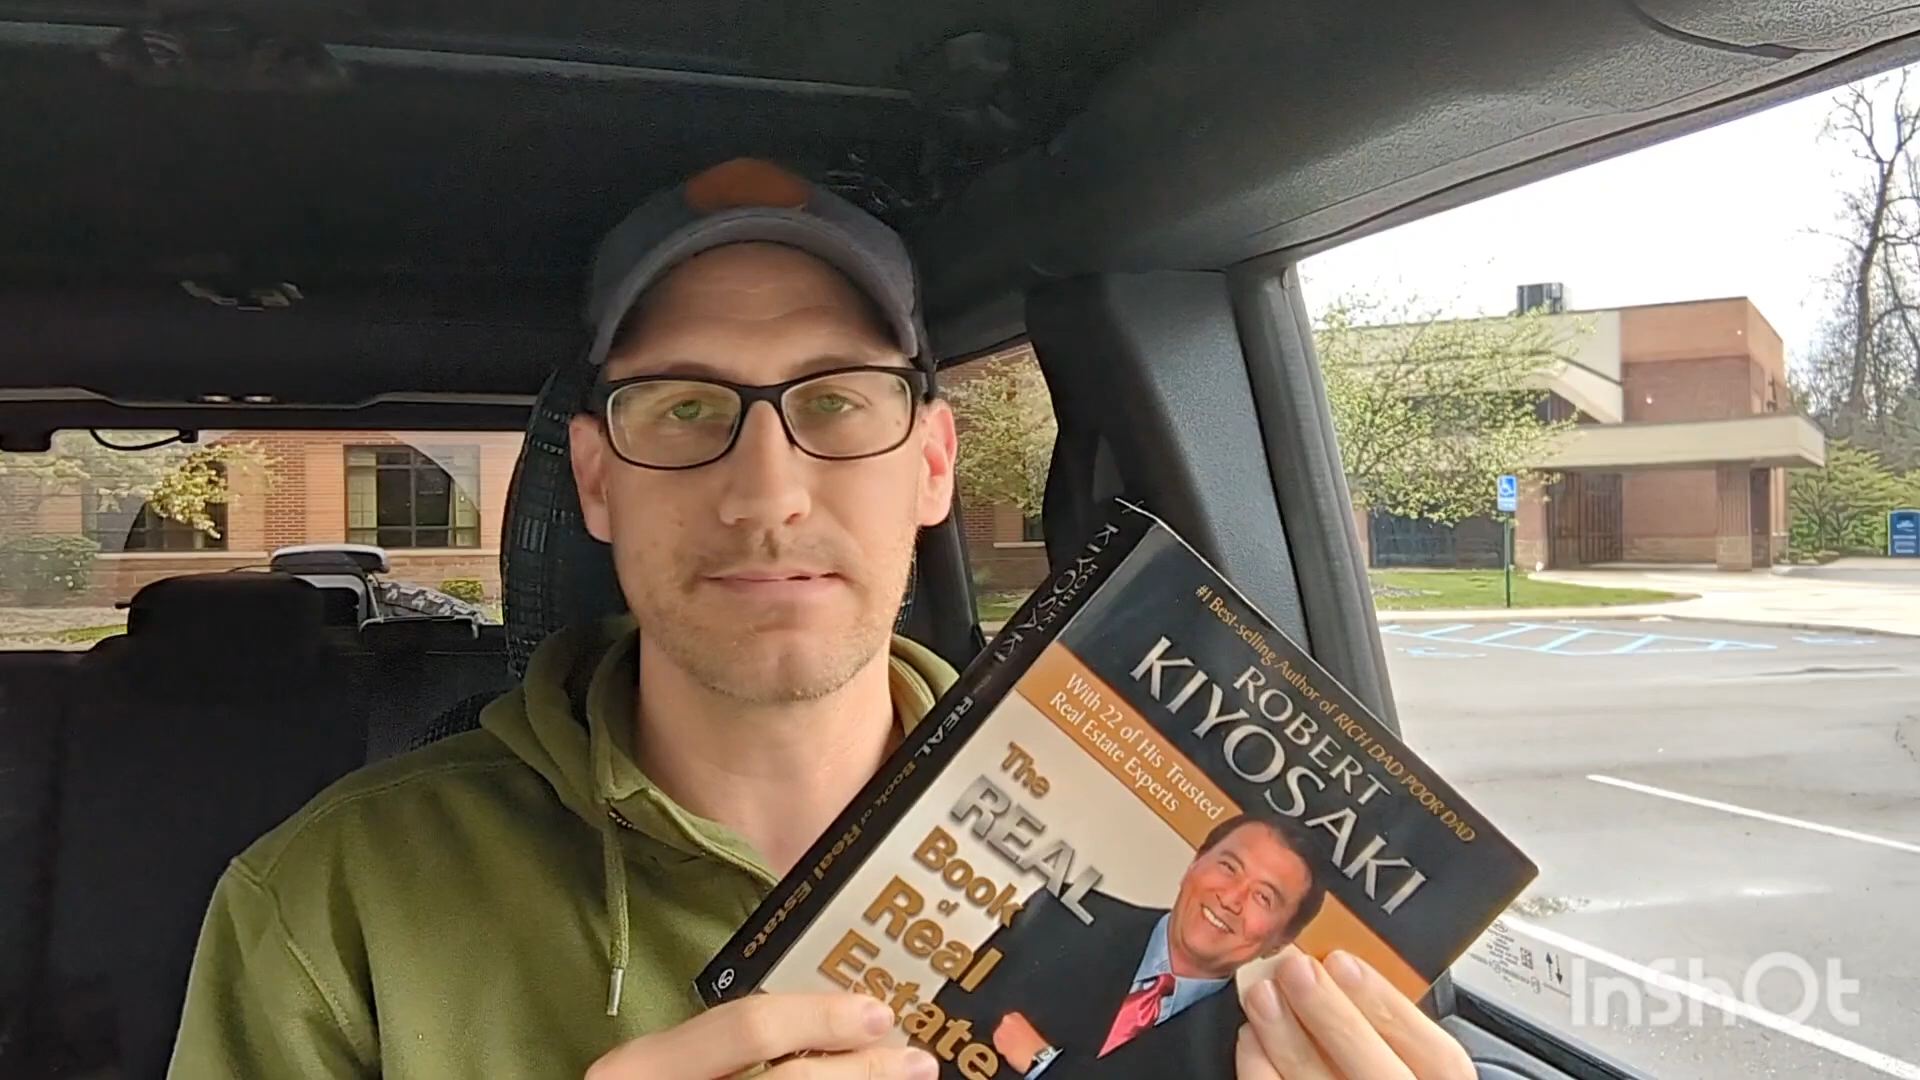 #1 Best-selling Author of RICH DAD POOR DAD
ROBERT
KIYOSAKI
With 22 of His Trusted
Real Estate Experts
The
REAL
Book
of
Real
Estate
ROBERT
KIYOSAKI
The REAL Book of Real Estate
InShOt